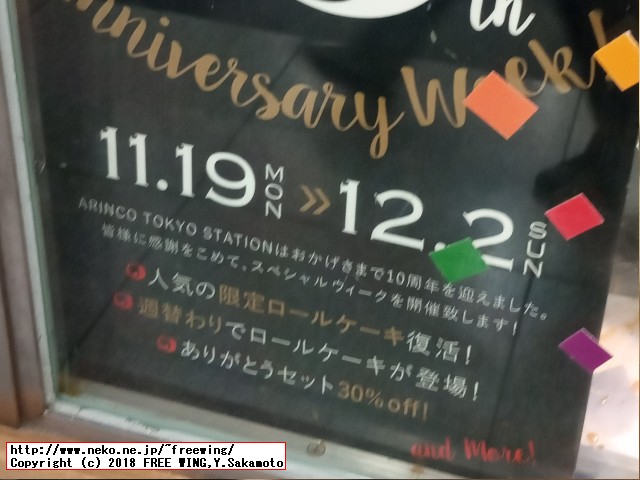 th
Anniversary Week!
11.19 MON » 12.2 SUN
ARINCO TOKYO STATIONはおかげさまで10周年を迎えました。
皆様に感謝をこめて、スペシャルウィークを開催致します!
人気の限定ロールケーキ復活!
週替わりでロールケーキが登場!
ありがとうセット30%off!
and More!
http://www.neko.ne.jp/~freewing/
Copyright (c) 2018 FREE WING,Y.Sakamoto